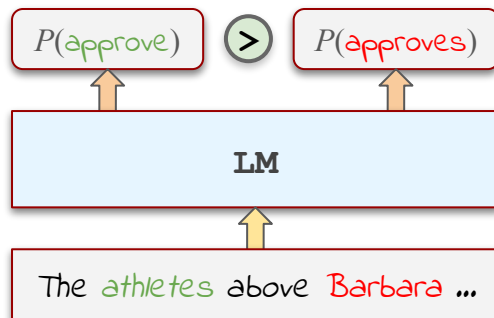 P(approve) > P(approves)
LM
The athletes above Barbara ...